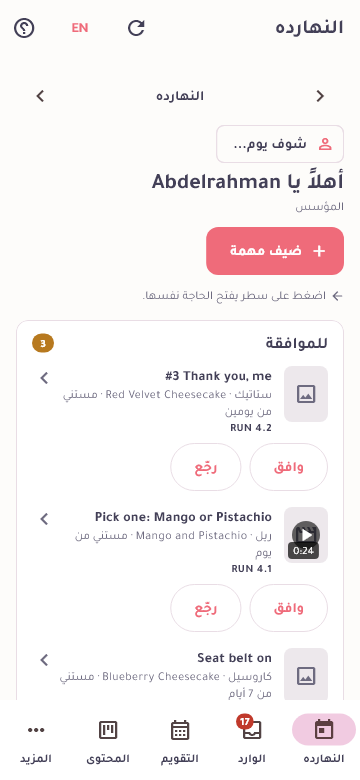 النهارده
EN
النهارده
شوف يوم...
أهلاً يا Abdelrahman
المؤسس
+ ضيف مهمة
← اضغط على سطر يفتح الحاجة نفسها.
للموافقة
3
#3 Thank you, me
ستاتيك · Red Velvet Cheesecake · مستني
من يومين
RUN 4.2
وافق
رجّع
Pick one: Mango or Pistachio
ريل · Mango and Pistachio · مستني من
يوم
RUN 4.1
0:24
وافق
رجّع
Seat belt on
كاروسيل · Blueberry Cheesecake · مستني
من 7 أيام
النهارده
17
الوارد
التقويم
المحتوى
المزيد